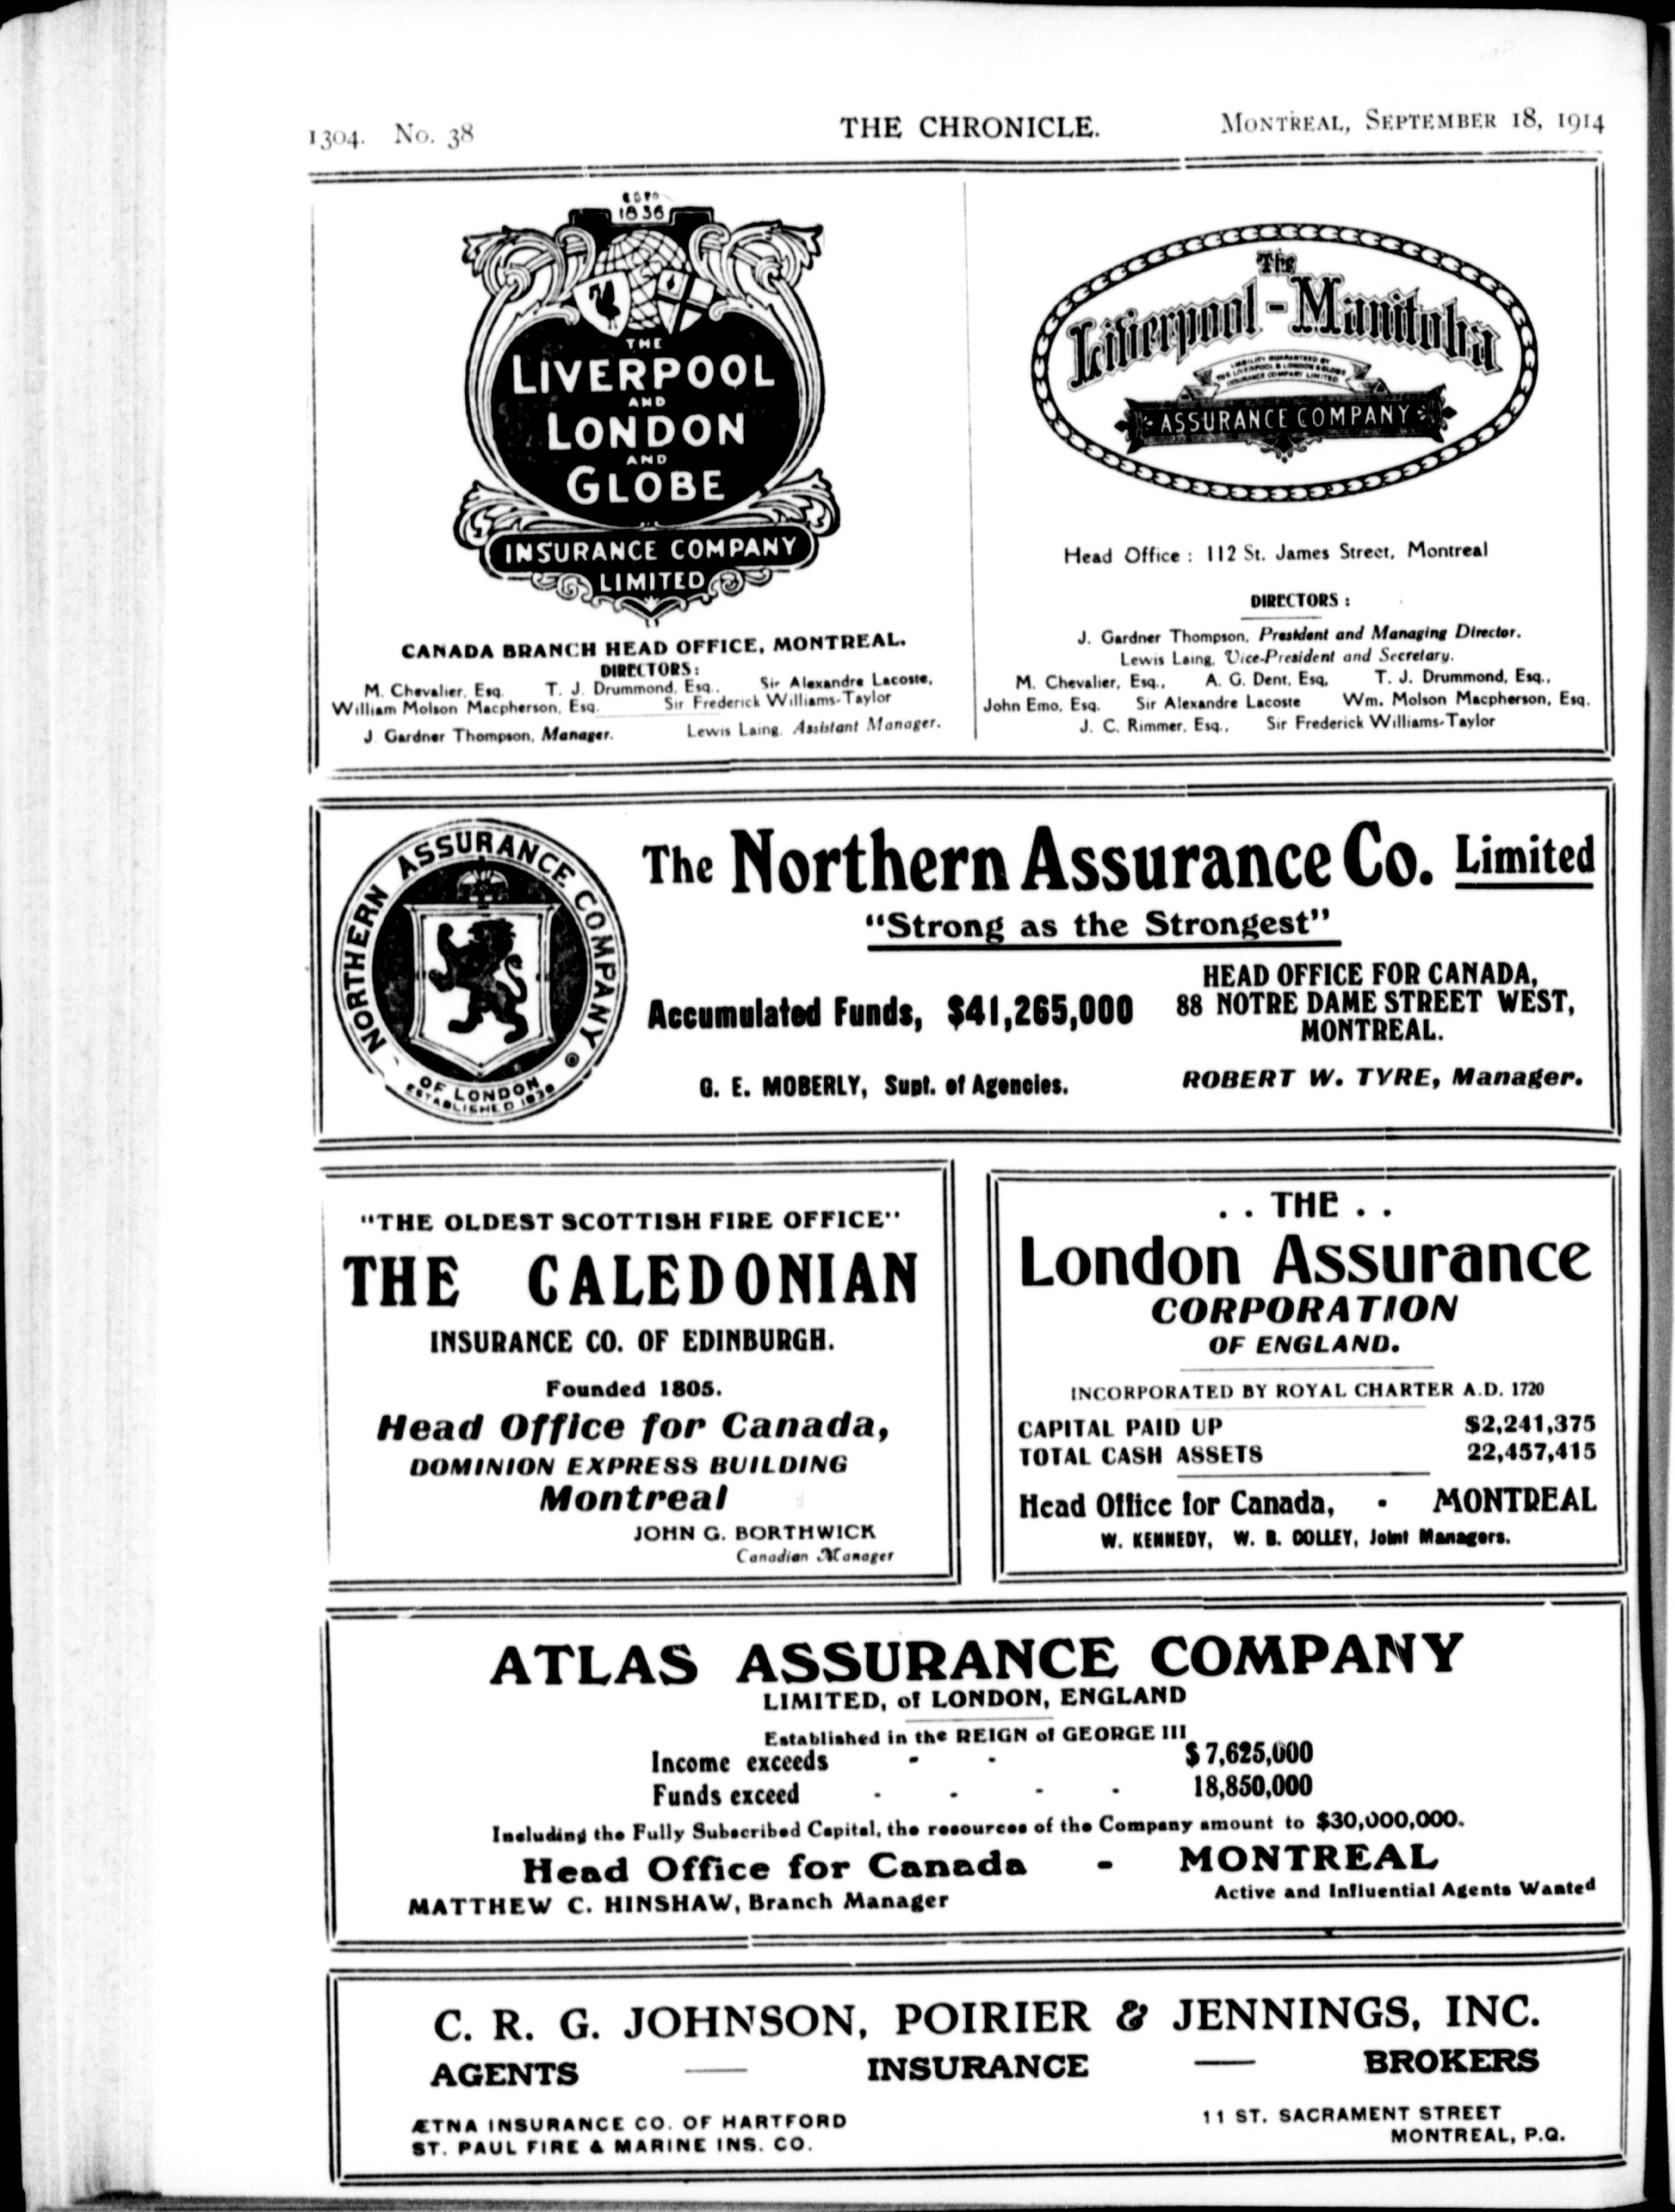 1304. No. 38
THE CHRONICLE.
MONTREAL, SEPTEMBER 18, 1914
ESTD
1836
THE
LIVERPOOL
AND
LONDON
AND
GLOBE
INSURANCE COMPANY
LIMITED
CANADA BRANCH HEAD OFFICE, MONTREAL.
DIRECTORS:
M. Chevalier, Esq. T. J. Drummond, Esq., Sir Alexandre Lacoste,
William Molson Macpherson, Esq. Sir Frederick Williams-Taylor
J. Gardner Thompson, Manager. Lewis Laing, Assistant Manager.
The
Liverpool-Manitoba
LIABILITY GUARANTEED BY
THE LIVERPOOL & LONDON & GLOBE
INSURANCE COMPANY LIMITED
ASSURANCE COMPANY
Head Office : 112 St. James Street, Montreal
DIRECTORS :
J. Gardner Thompson, President and Managing Director.
Lewis Laing, Vice-President and Secretary.
M. Chevalier, Esq., A. G. Dent, Esq, T. J. Drummond, Esq.,
John Emo, Esq. Sir Alexandre Lacoste Wm. Molson Macpherson, Esq.
J. C. Rimmer, Esq., Sir Frederick Williams-Taylor
NORTHERN ASSURANCE COMPANY
OF LONDON
ESTABLISHED 1836
The Northern Assurance Co. Limited
"Strong as the Strongest"
Accumulated Funds, $41,265,000
HEAD OFFICE FOR CANADA,
88 NOTRE DAME STREET WEST,
MONTREAL.
G. E. MOBERLY, Supt. of Agencies.
ROBERT W. TYRE, Manager.
"THE OLDEST SCOTTISH FIRE OFFICE"
THE CALEDONIAN
INSURANCE CO. OF EDINBURGH.
Founded 1805.
Head Office for Canada,
DOMINION EXPRESS BUILDING
Montreal
JOHN G. BORTHWICK
Canadian Manager
. . THE . .
London Assurance
CORPORATION
OF ENGLAND.
INCORPORATED BY ROYAL CHARTER A.D. 1720
CAPITAL PAID UP $2,241,375
TOTAL CASH ASSETS 22,457,415
Head Office for Canada, - MONTREAL
W. KENNEDY, W. B. COLLEY, Joint Managers.
ATLAS ASSURANCE COMPANY
LIMITED, of LONDON, ENGLAND
Established in the REIGN of GEORGE III
Income exceeds - - $ 7,625,000
Funds exceed - - - - 18,850,000
Including the Fully Subscribed Capital, the resources of the Company amount to $30,000,000.
Head Office for Canada - MONTREAL
MATTHEW C. HINSHAW, Branch Manager
Active and Influential Agents Wanted
C. R. G. JOHNSON, POIRIER & JENNINGS, INC.
AGENTS — INSURANCE — BROKERS
ÆTNA INSURANCE CO. OF HARTFORD
ST. PAUL FIRE & MARINE INS. CO.
11 ST. SACRAMENT STREET
MONTREAL, P.Q.